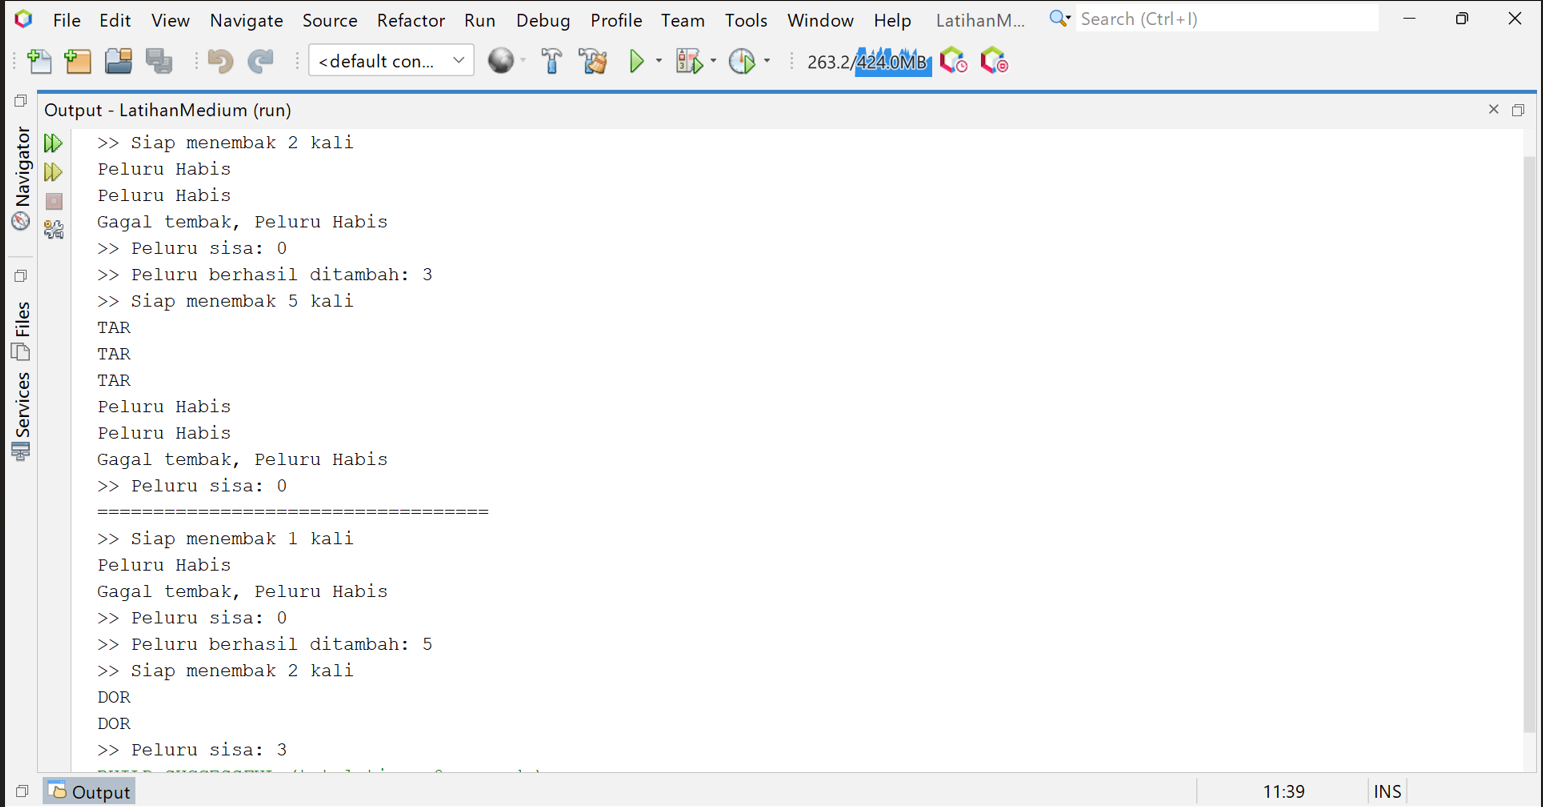 File Edit View Navigate Source Refactor Run Debug Profile Team Tools Window Help LatihanM... Search (Ctrl+I)
<default con... 263.2/424.0MB
Output - LatihanMedium (run)
Navigator
Files
Services
>> Siap menembak 2 kali
Peluru Habis
Peluru Habis
Gagal tembak, Peluru Habis
>> Peluru sisa: 0
>> Peluru berhasil ditambah: 3
>> Siap menembak 5 kali
TAR
TAR
TAR
Peluru Habis
Peluru Habis
Gagal tembak, Peluru Habis
>> Peluru sisa: 0
===================================
>> Siap menembak 1 kali
Peluru Habis
Gagal tembak, Peluru Habis
>> Peluru sisa: 0
>> Peluru berhasil ditambah: 5
>> Siap menembak 2 kali
DOR
DOR
>> Peluru sisa: 3
Output 11:39 INS